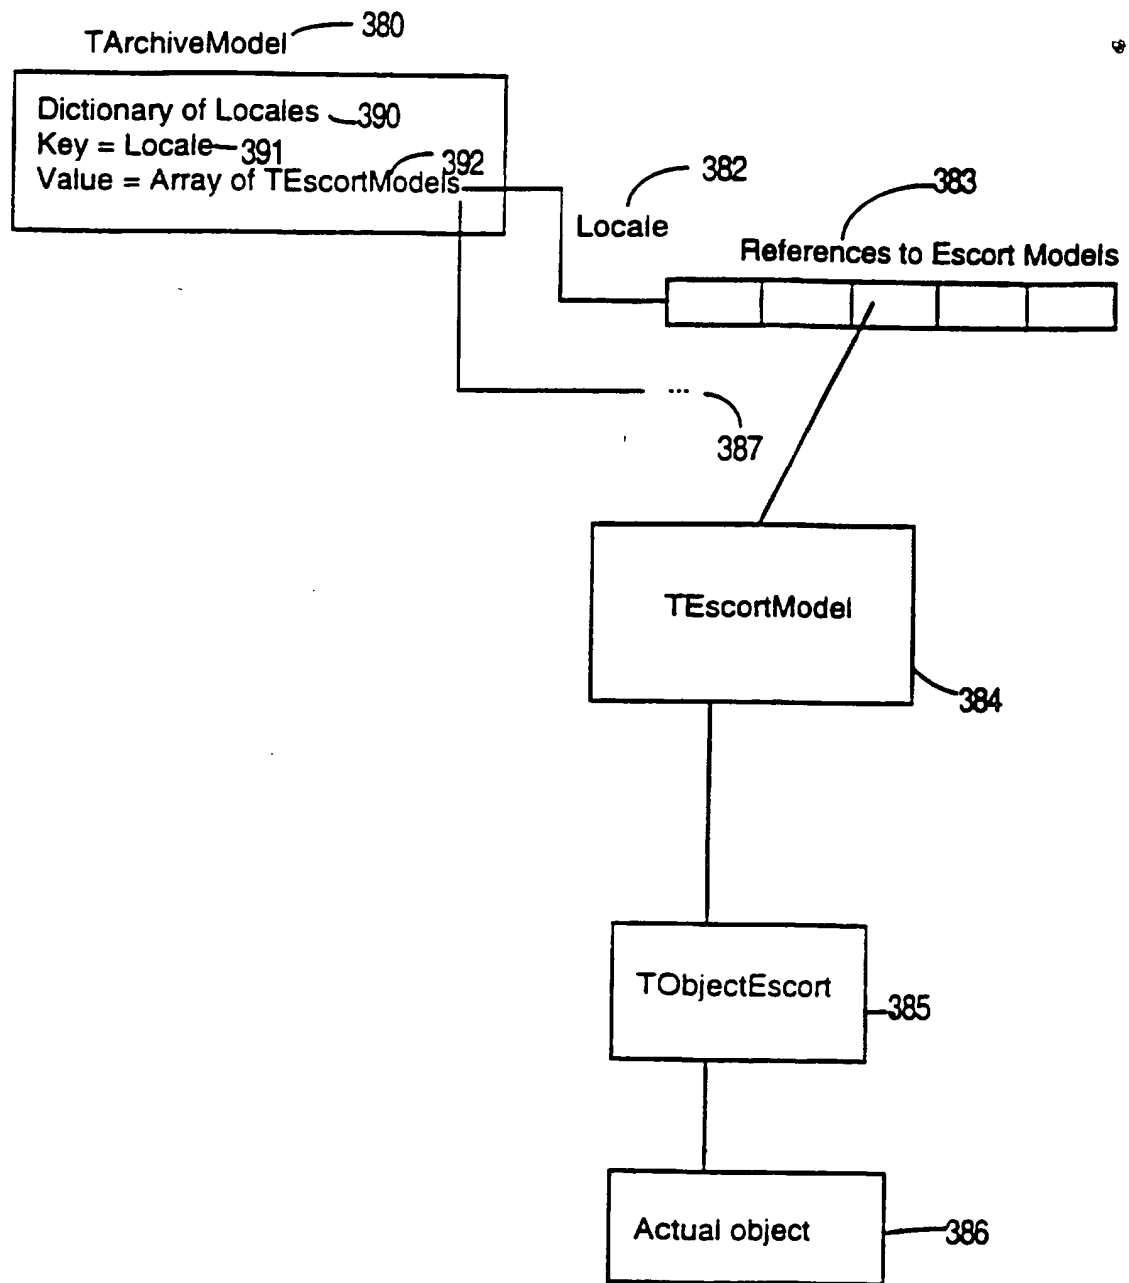 TArchiveModel 380
Dictionary of Locales 390
Key = Locale 391
Value = Array of TEscortModels 392
Locale 382
References to Escort Models 383
... 387
TEscortModel
384
TObjectEscort
385
Actual object
386